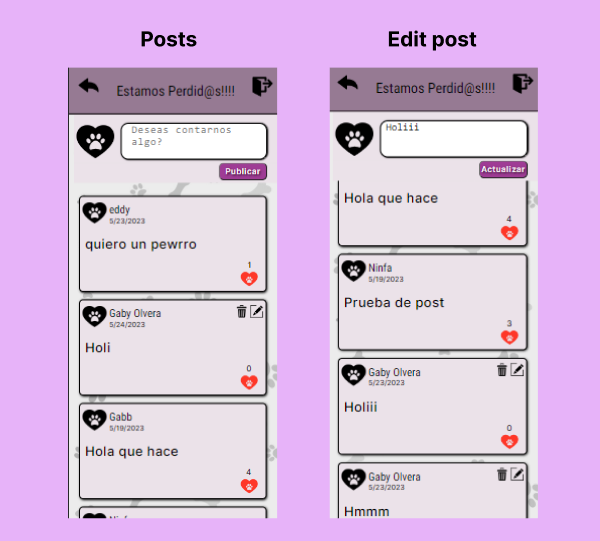 Posts
Estamos Perdid@s!!!!
Deseas contarnos
algo?
Publicar
eddy
5/23/2023
quiero un pewrro
1
Gaby Olvera
5/24/2023
Holi
0
Gabb
5/19/2023
Hola que hace
4
Ninfa
Edit post
Estamos Perdid@s!!!!
Holiii
Actualizar
Hola que hace
4
Ninfa
5/19/2023
Prueba de post
3
Gaby Olvera
5/23/2023
Holiii
0
Gaby Olvera
5/23/2023
Hmmm